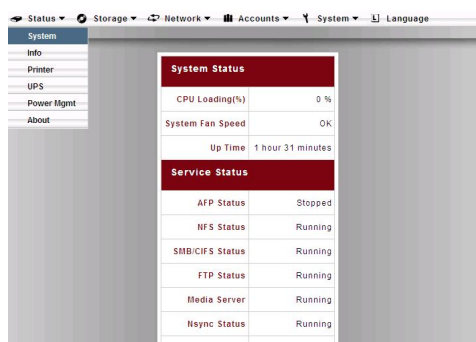 Status Storage Network Accounts System Language
System
Info
Printer
UPS
Power Mgmt
About
System Status
CPU Loading(%) 0 %
System Fan Speed OK
Up Time 1 hour 31 minutes
Service Status
AFP Status Stopped
NFS Status Running
SMB/CIFS Status Running
FTP Status Running
Media Server Running
Nsync Status Running